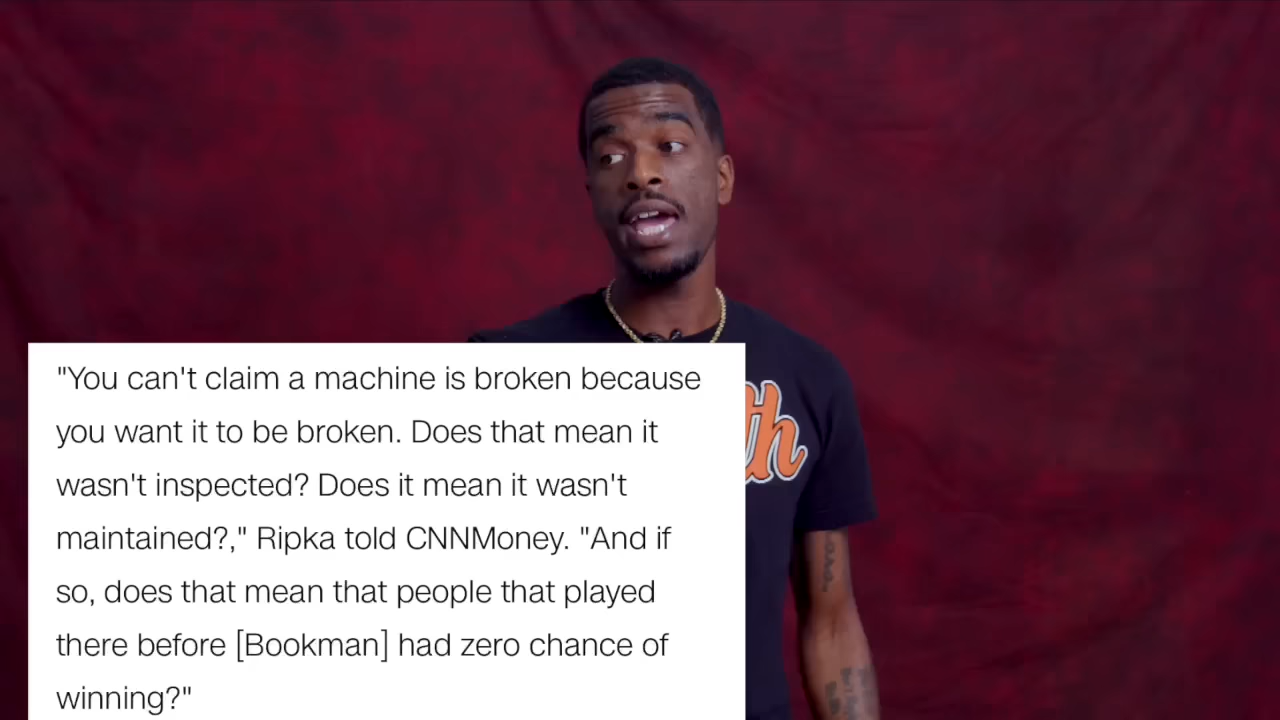 "You can't claim a machine is broken because
you want it to be broken. Does that mean it
wasn't inspected? Does it mean it wasn't
maintained?," Ripka told CNNMoney. "And if
so, does that mean that people that played
there before [Bookman] had zero chance of
winning?"
th